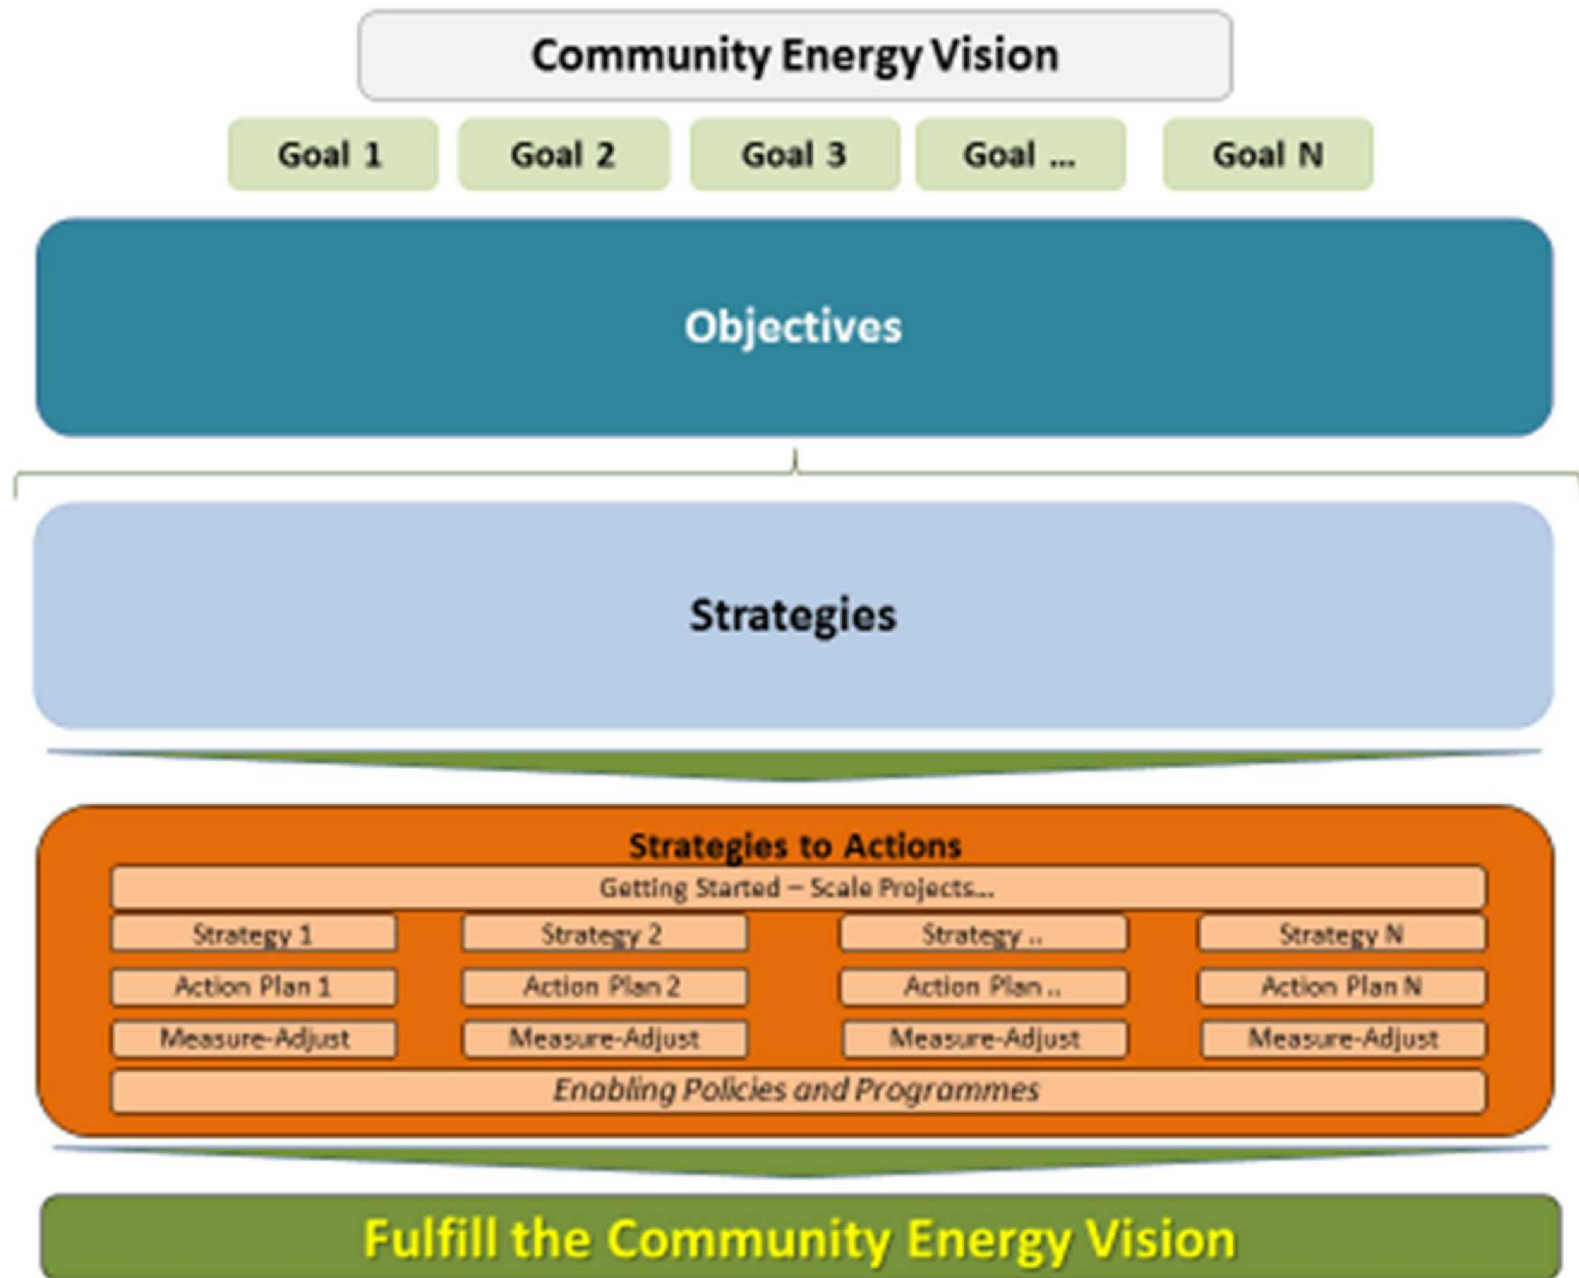 Community Energy Vision
Goal 1 Goal 2 Goal 3 Goal ... Goal N
Objectives
Strategies
Strategies to Actions
Getting Started – Scale Projects...
Strategy 1 Strategy 2 Strategy .. Strategy N
Action Plan 1 Action Plan 2 Action Plan .. Action Plan N
Measure-Adjust Measure-Adjust Measure-Adjust Measure-Adjust
Enabling Policies and Programmes
Fulfill the Community Energy Vision